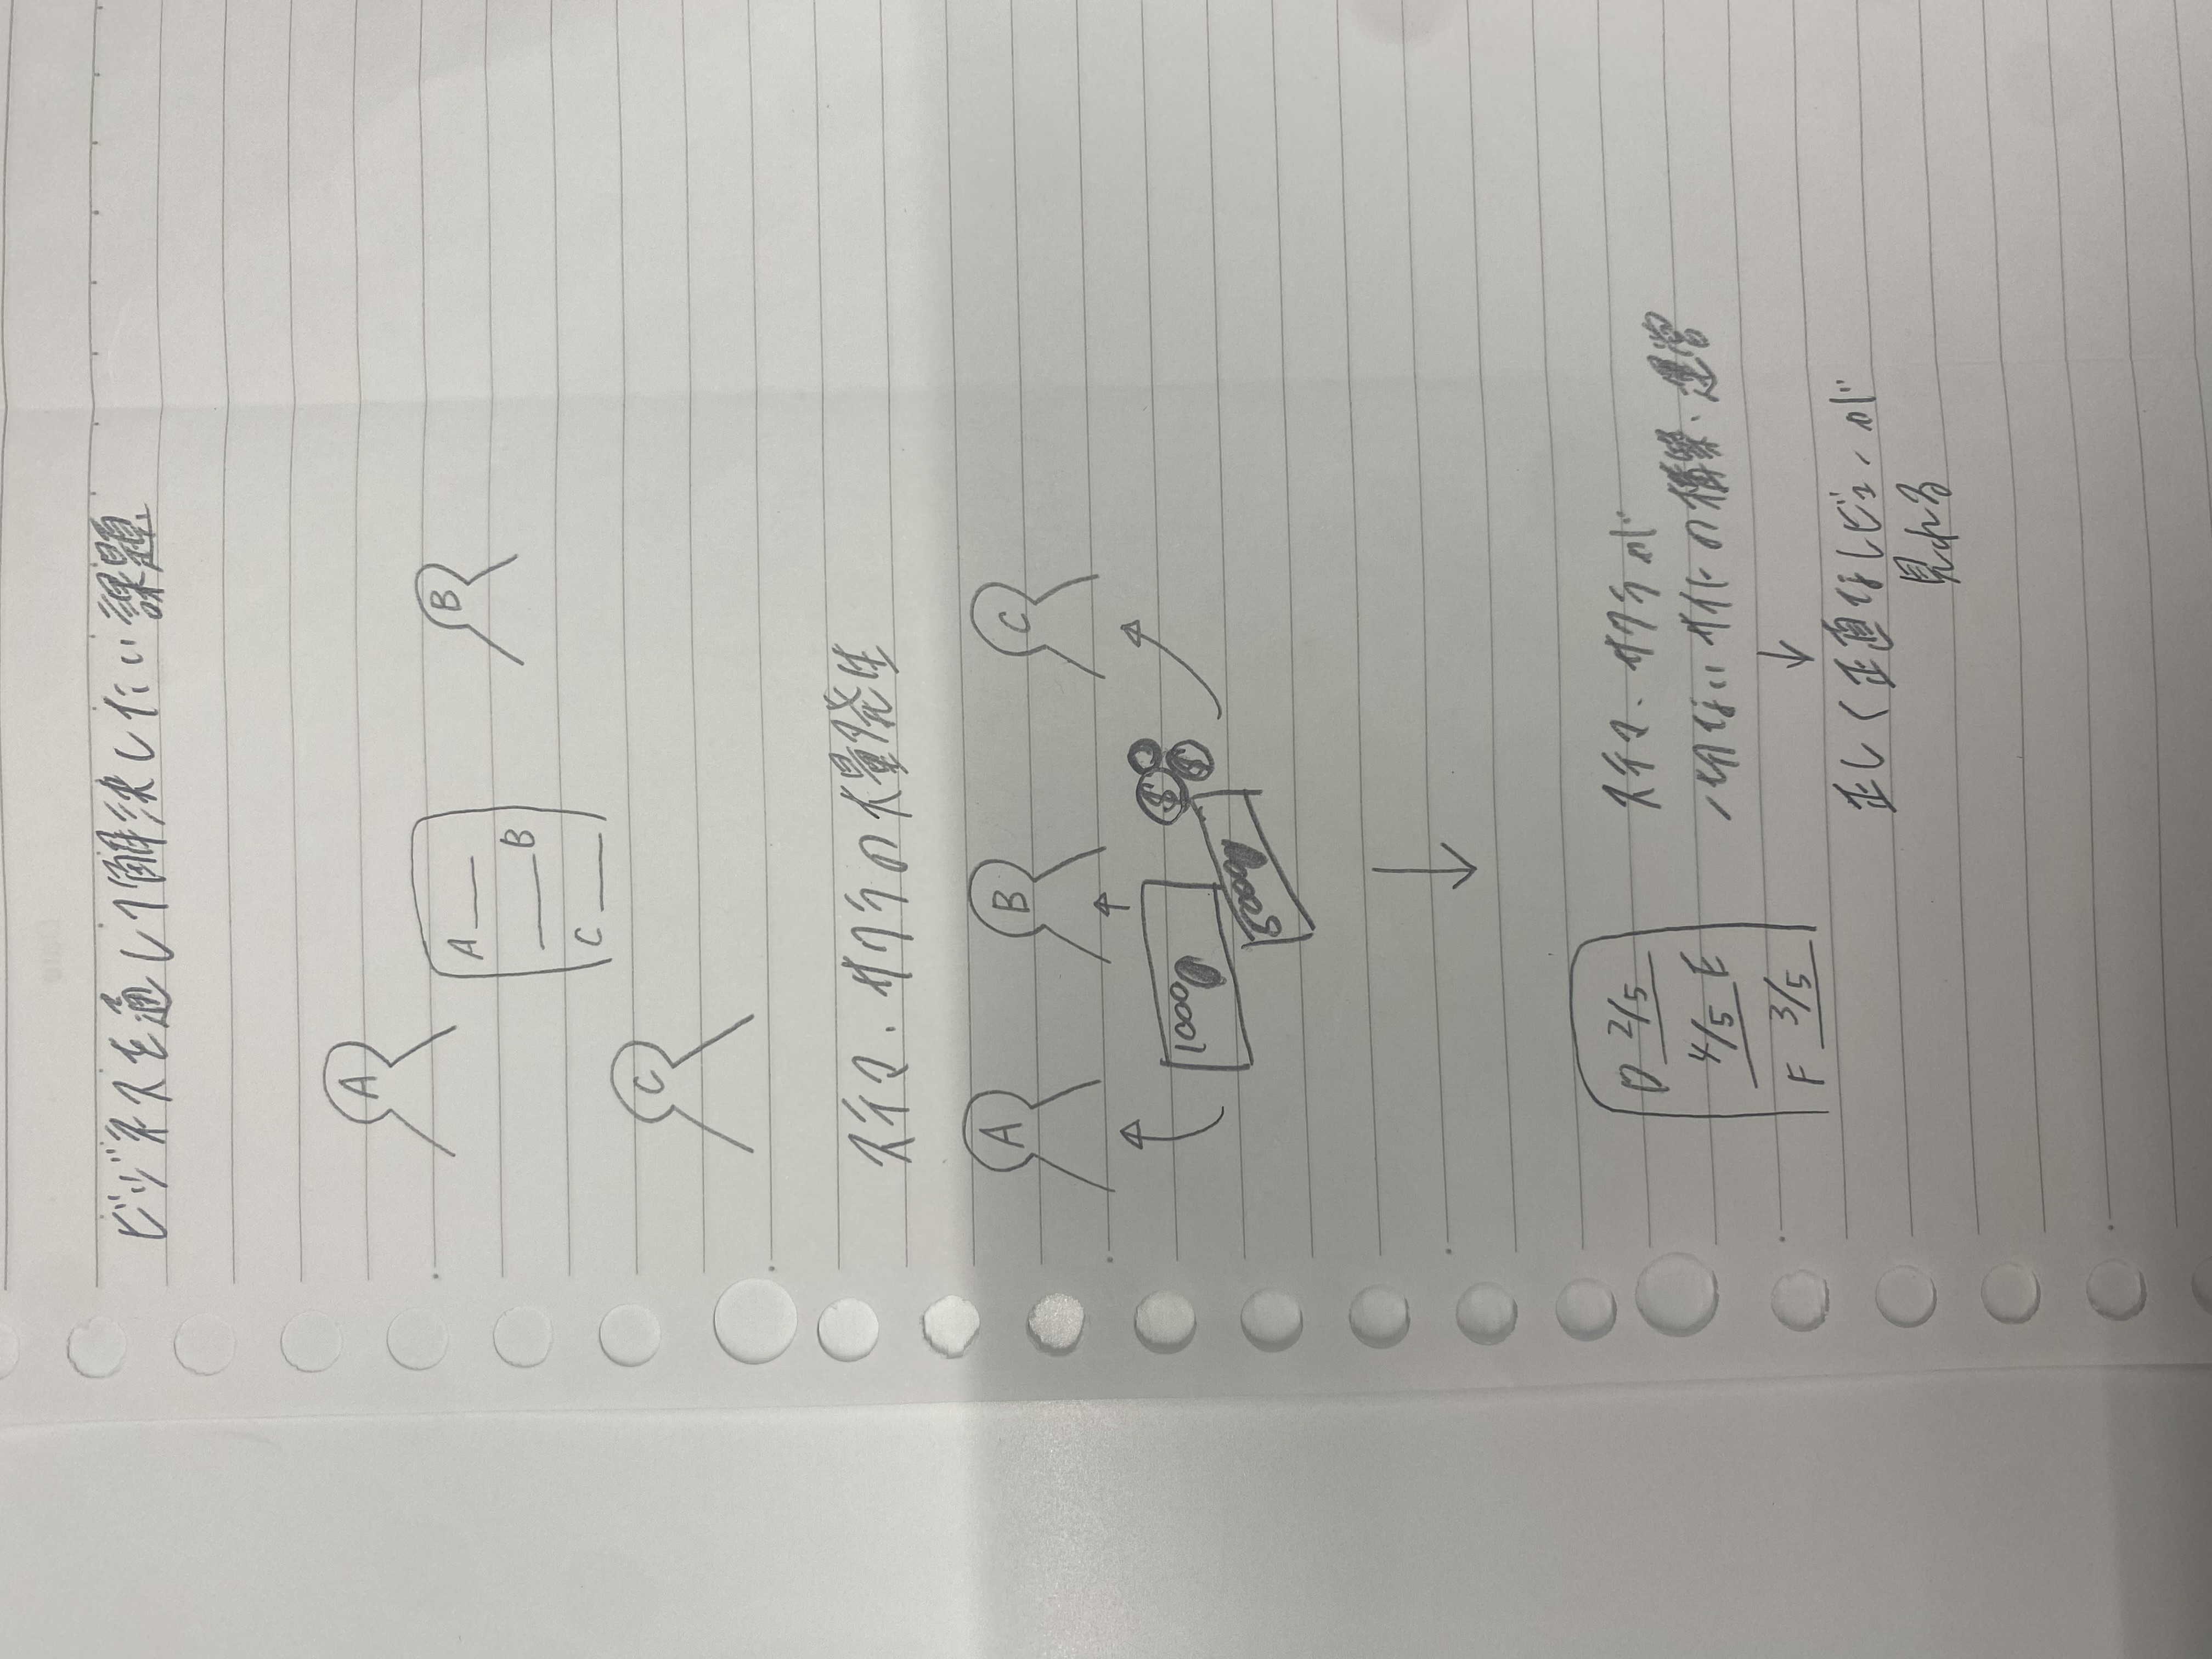 ビジネスを通して解決したい課題
A
A
B
B
C
C
ステマ、サクラの大量発生
A B C
10000
$
$
5000
D 2/5
4/5 E
F 3/5
ステマ、サクラが
一切ないサイトの構築、運営
正しく正直なレビューが
見れる